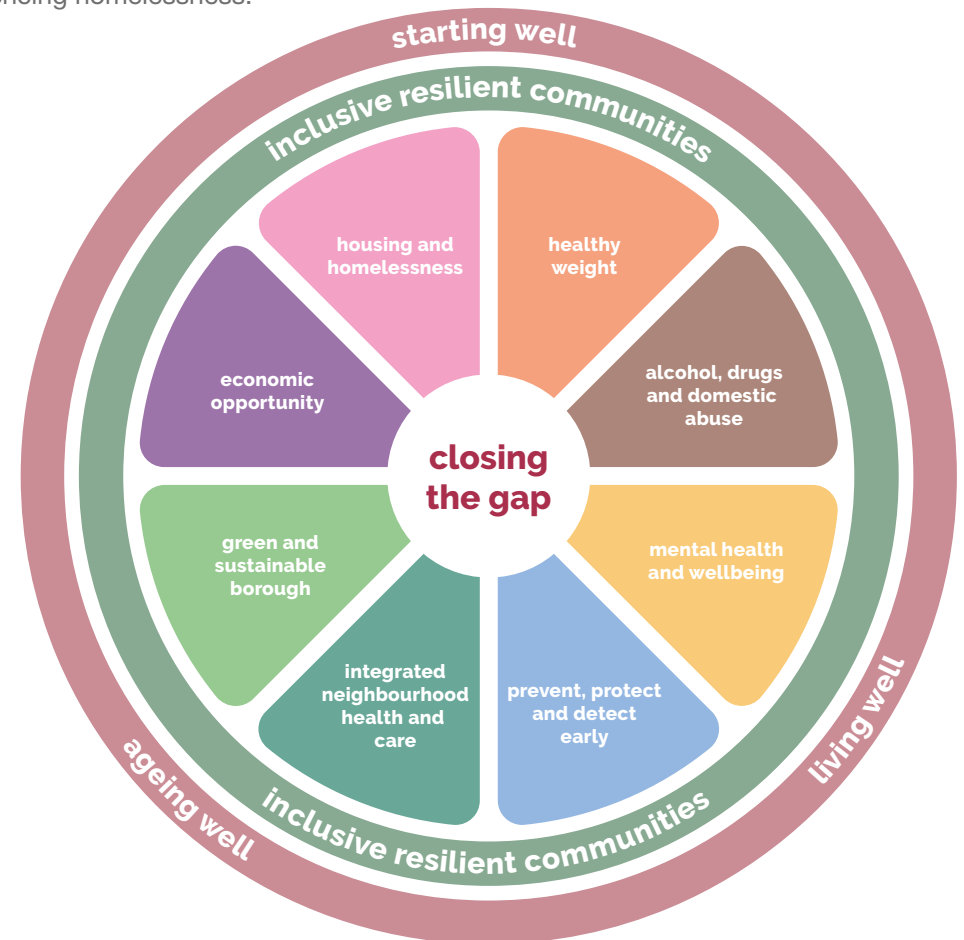 homelessness.
starting well
inclusive resilient communities
housing and
homelessness
healthy
weight
economic
opportunity
alcohol, drugs
and domestic
abuse
closing
the gap
green and
sustainable
borough
mental health
and wellbeing
integrated
neighbourhood
health and
care
prevent, protect
and detect
early
living well
ageing well
inclusive resilient communities